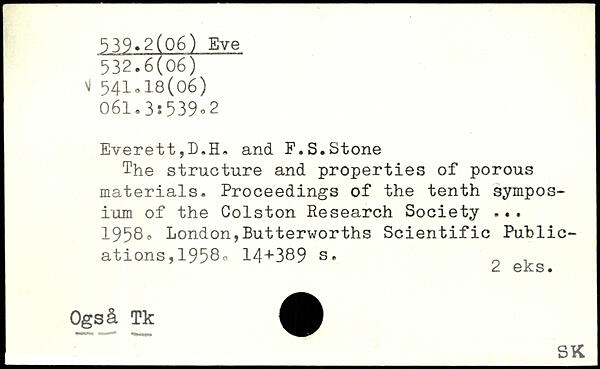 539.2(06) Eve
532.6(06)
v 541.18(06)
061.3:539.2
Everett,D.H. and F.S.Stone
The structure and properties of porous
materials. Proceedings of the tenth sympos-
ium of the Colston Research Society ...
1958. London,Butterworths Scientific Public-
ations,1958. 14+389 s.
2 eks.
Også Tk
SK